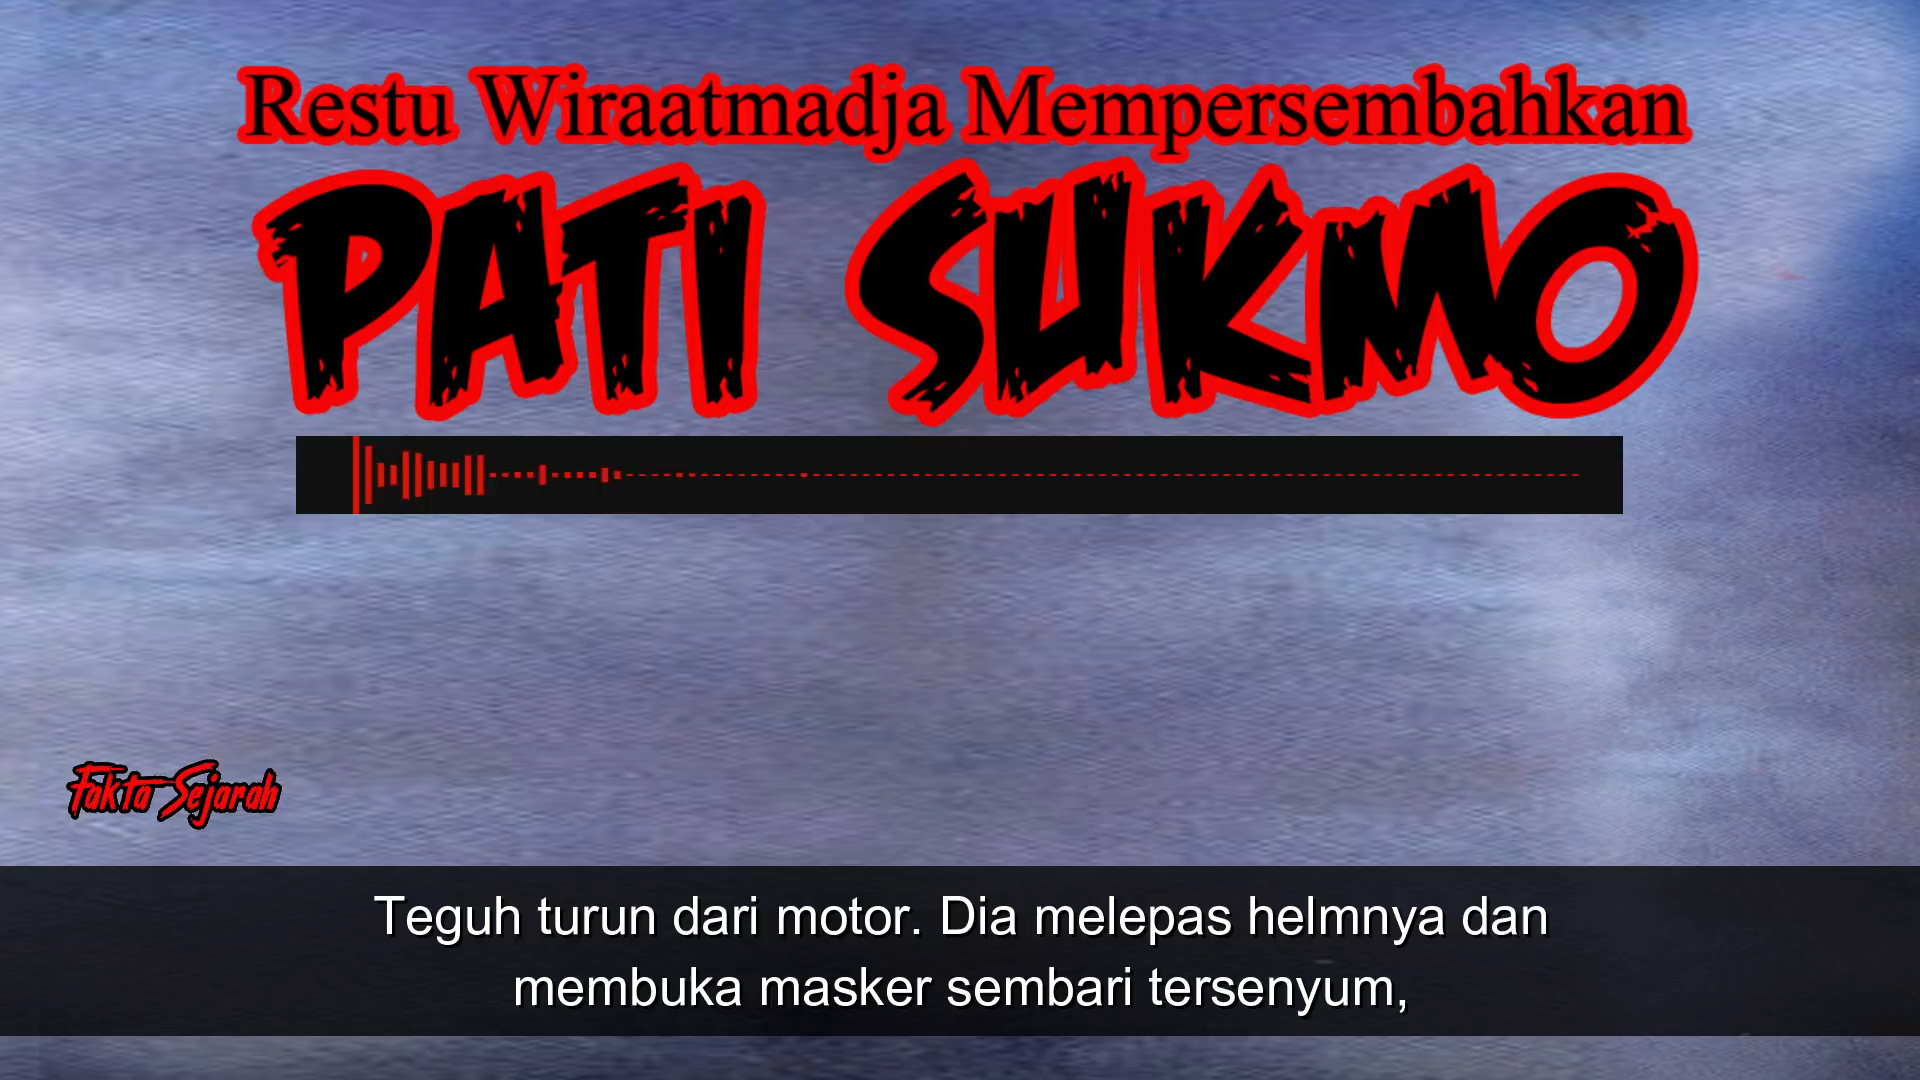 Restu Wiraatmadja Mempersembahkan
PATI SUKMO
Fakta Sejarah
Teguh turun dari motor. Dia melepas helmnya dan
membuka masker sembari tersenyum,